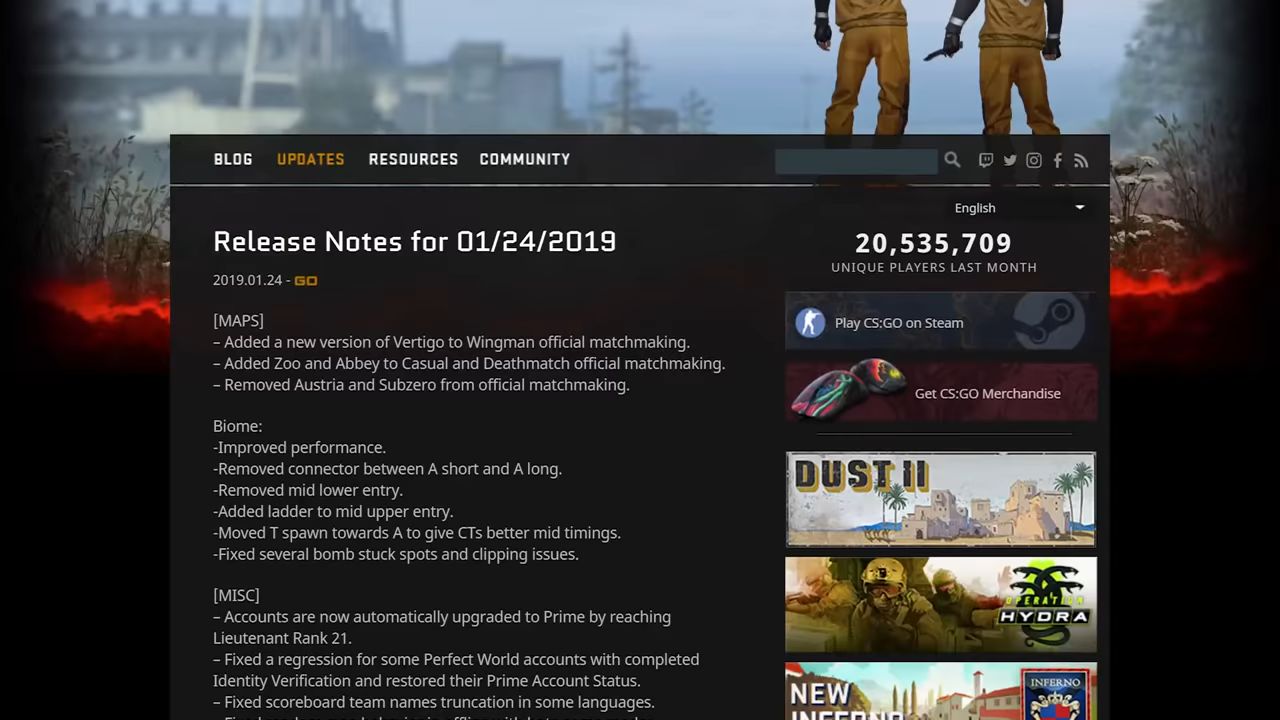 BLOG UPDATES RESOURCES COMMUNITY
English
Release Notes for 01/24/2019
2019.01.24 - GO
[MAPS]
– Added a new version of Vertigo to Wingman official matchmaking.
– Added Zoo and Abbey to Casual and Deathmatch official matchmaking.
– Removed Austria and Subzero from official matchmaking.
Biome:
-Improved performance.
-Removed connector between A short and A long.
-Removed mid lower entry.
-Added ladder to mid upper entry.
-Moved T spawn towards A to give CTs better mid timings.
-Fixed several bomb stuck spots and clipping issues.
[MISC]
– Accounts are now automatically upgraded to Prime by reaching
Lieutenant Rank 21.
– Fixed a regression for some Perfect World accounts with completed
Identity Verification and restored their Prime Account Status.
– Fixed scoreboard team names truncation in some languages.
20,535,709
UNIQUE PLAYERS LAST MONTH
Play CS:GO on Steam
Get CS:GO Merchandise
DUST II
OPERATION
HYDRA
NEW
INFERNO
INFERNO